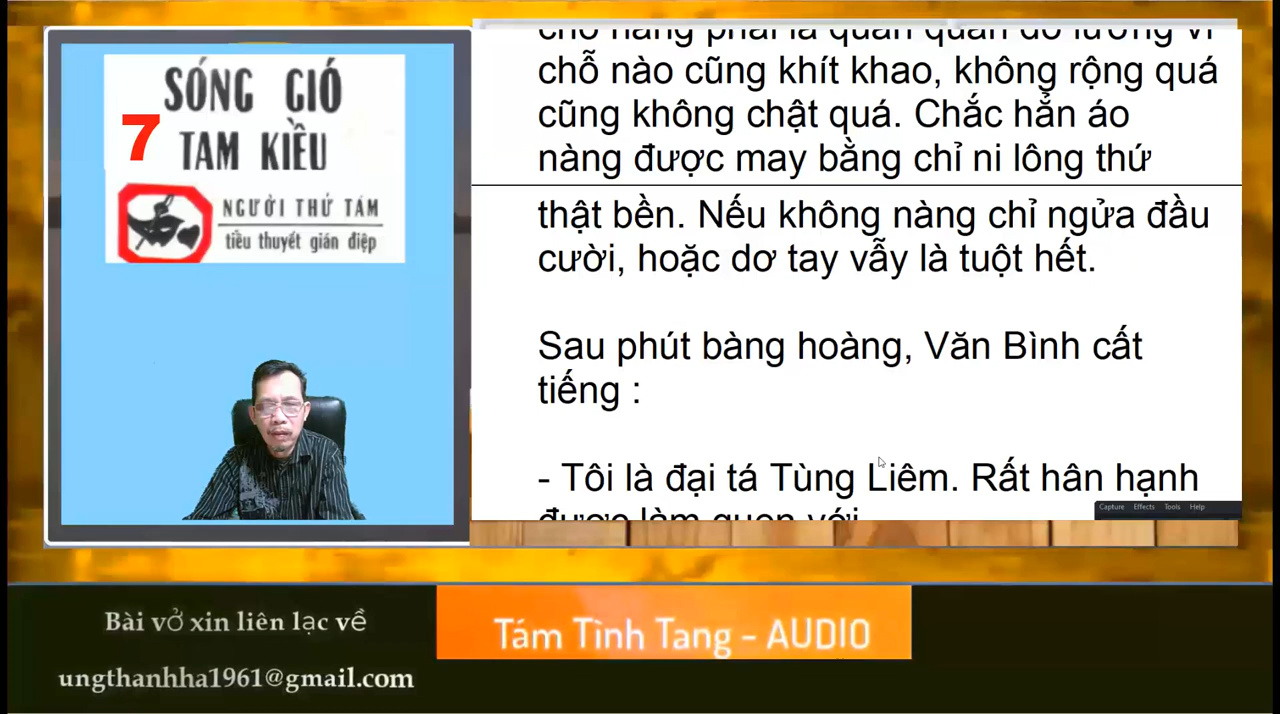 SÓNG GIÓ
7
TAM KIỀU
NGƯỜI THỨ TÁM
tiểu thuyết gián điệp
chỗ nào cũng khít khao, không rộng quá
cũng không chật quá. Chắc hẳn áo
nàng được may bằng chỉ ni lông thứ
thật bền. Nếu không nàng chỉ ngửa đầu
cười, hoặc dơ tay vẫy là tuột hết.
Sau phút bàng hoàng, Văn Bình cất
tiếng :
- Tôi là đại tá Tùng Liêm. Rất hân hạnh
được làm quen với
Capture Effects Tools Help
Bài vở xin liên lạc về
ungthanhha1961@gmail.com
Tám Tình Tang - AUDIO